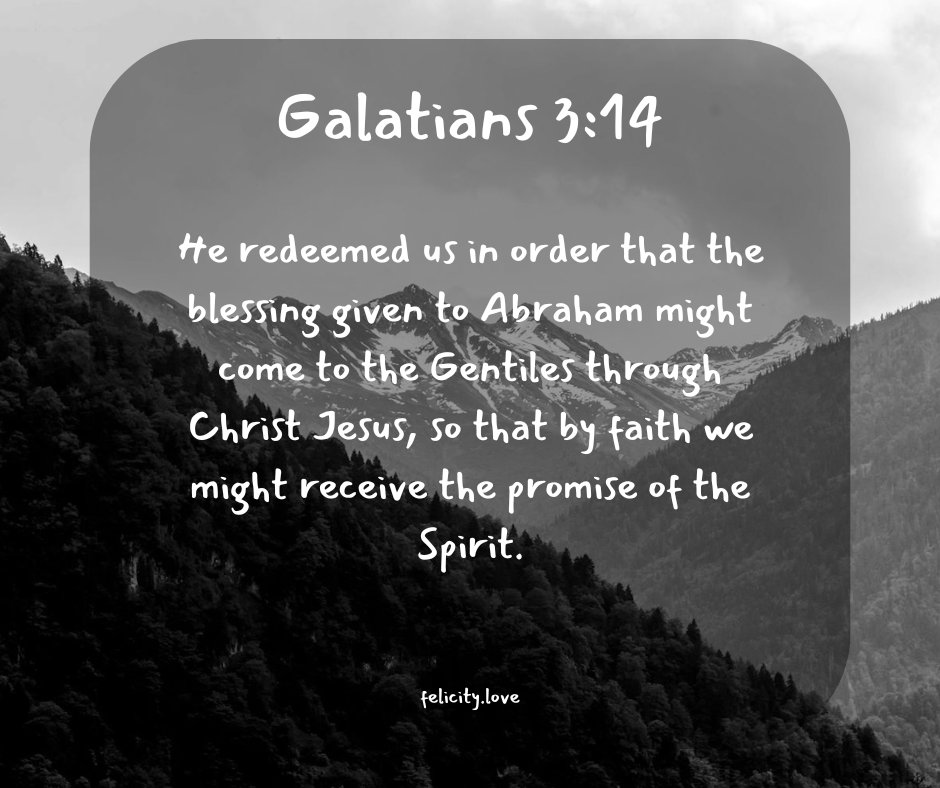 Galatians 3:14
He redeemed us in order that the
blessing given to Abraham might
come to the Gentiles through
Christ Jesus, so that by faith we
might receive the promise of the
Spirit.
felicity.love